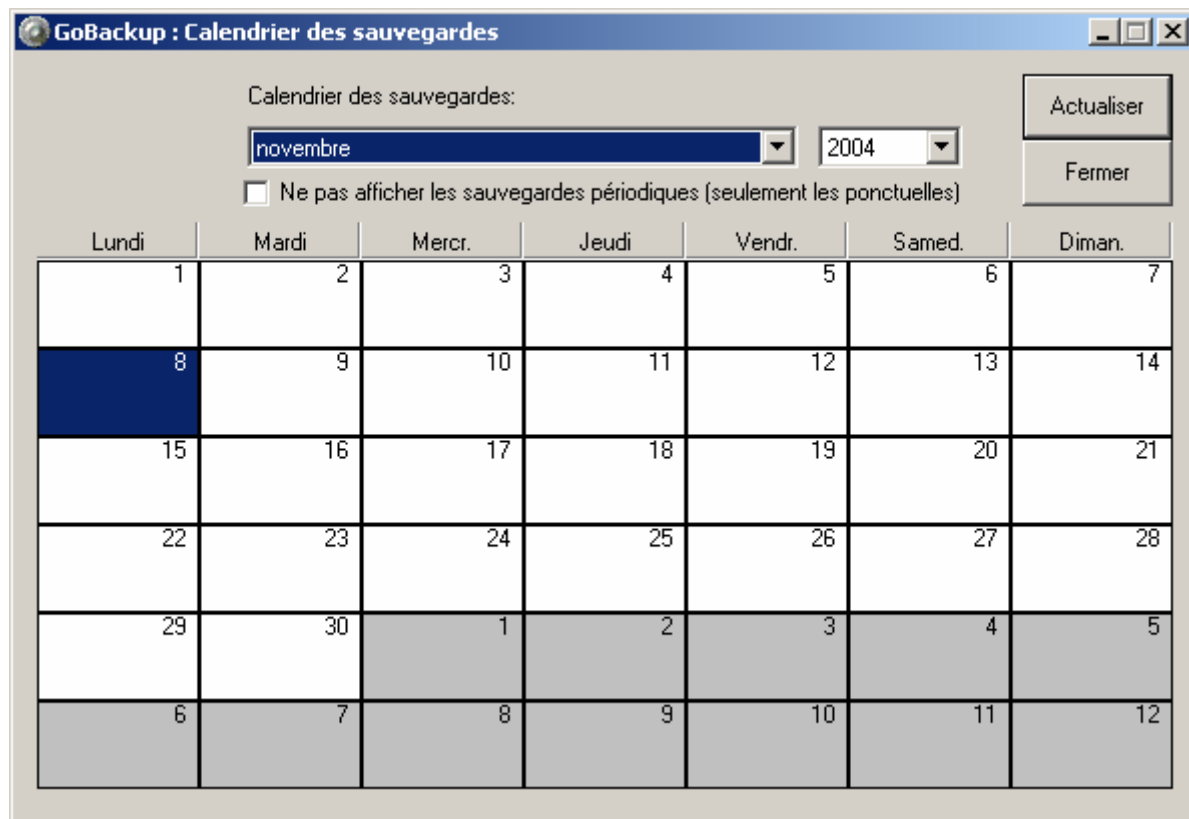 GoBackup : Calendrier des sauvegardes
Calendrier des sauvegardes:
Actualiser
novembre 2004
Fermer
Ne pas afficher les sauvegardes périodiques (seulement les ponctuelles)
Lundi Mardi Mercr. Jeudi Vendr. Samed. Diman.
1 2 3 4 5 6 7
8 9 10 11 12 13 14
15 16 17 18 19 20 21
22 23 24 25 26 27 28
29 30 1 2 3 4 5
6 7 8 9 10 11 12